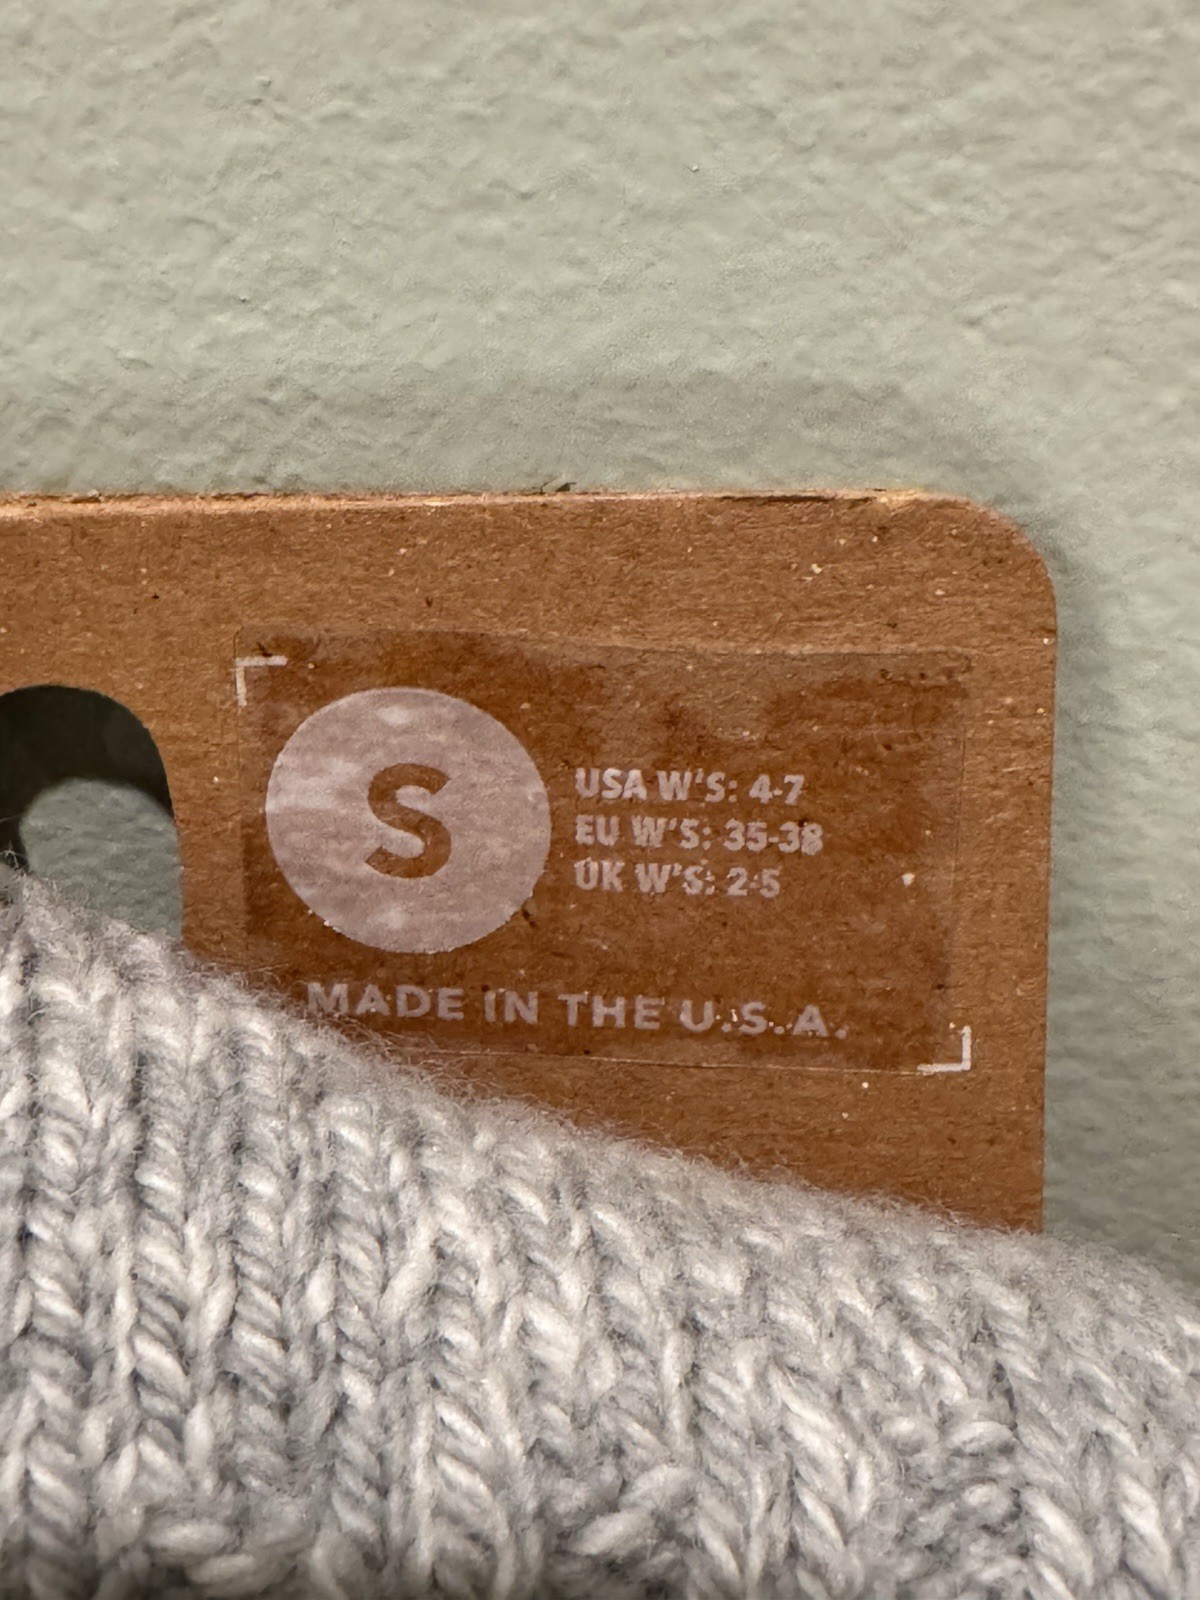 S
USA W'S: 4-7
EU W'S: 35-38
UK W'S: 2-5
MADE IN THE U.S.A.